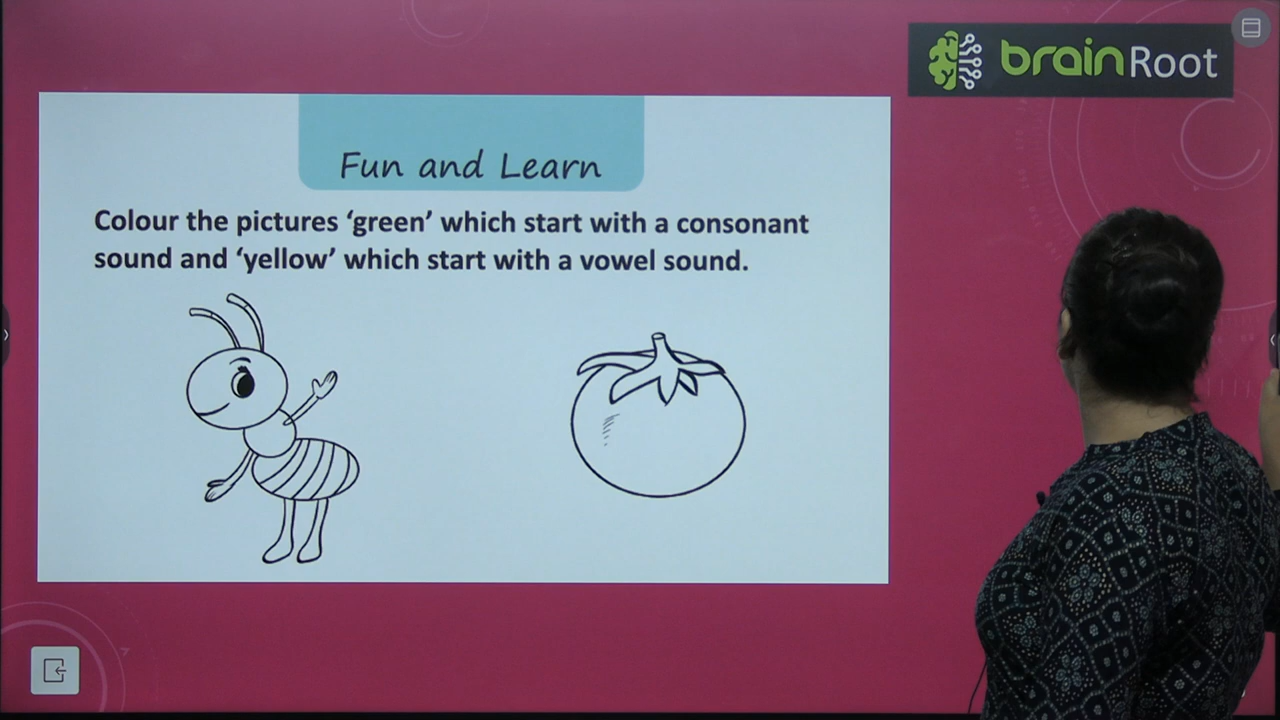 brainRoot
Fun and Learn
Colour the pictures ‘green’ which start with a consonant
sound and ‘yellow’ which start with a vowel sound.